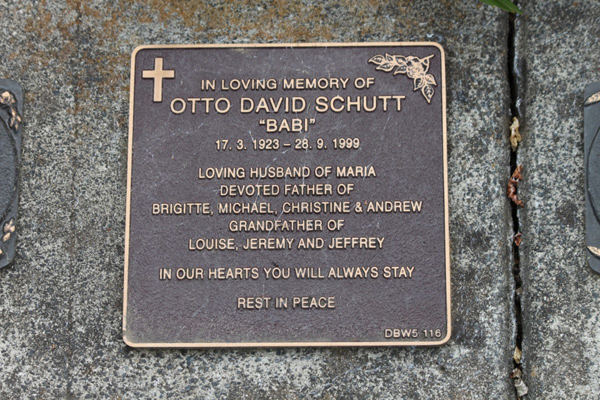 IN LOVING MEMORY OF
OTTO DAVID SCHUTT
"BABI"
17. 3. 1923 – 28. 9. 1999
LOVING HUSBAND OF MARIA
DEVOTED FATHER OF
BRIGITTE, MICHAEL, CHRISTINE & ANDREW
GRANDFATHER OF
LOUISE, JEREMY AND JEFFREY
IN OUR HEARTS YOU WILL ALWAYS STAY
REST IN PEACE
DBW5 116